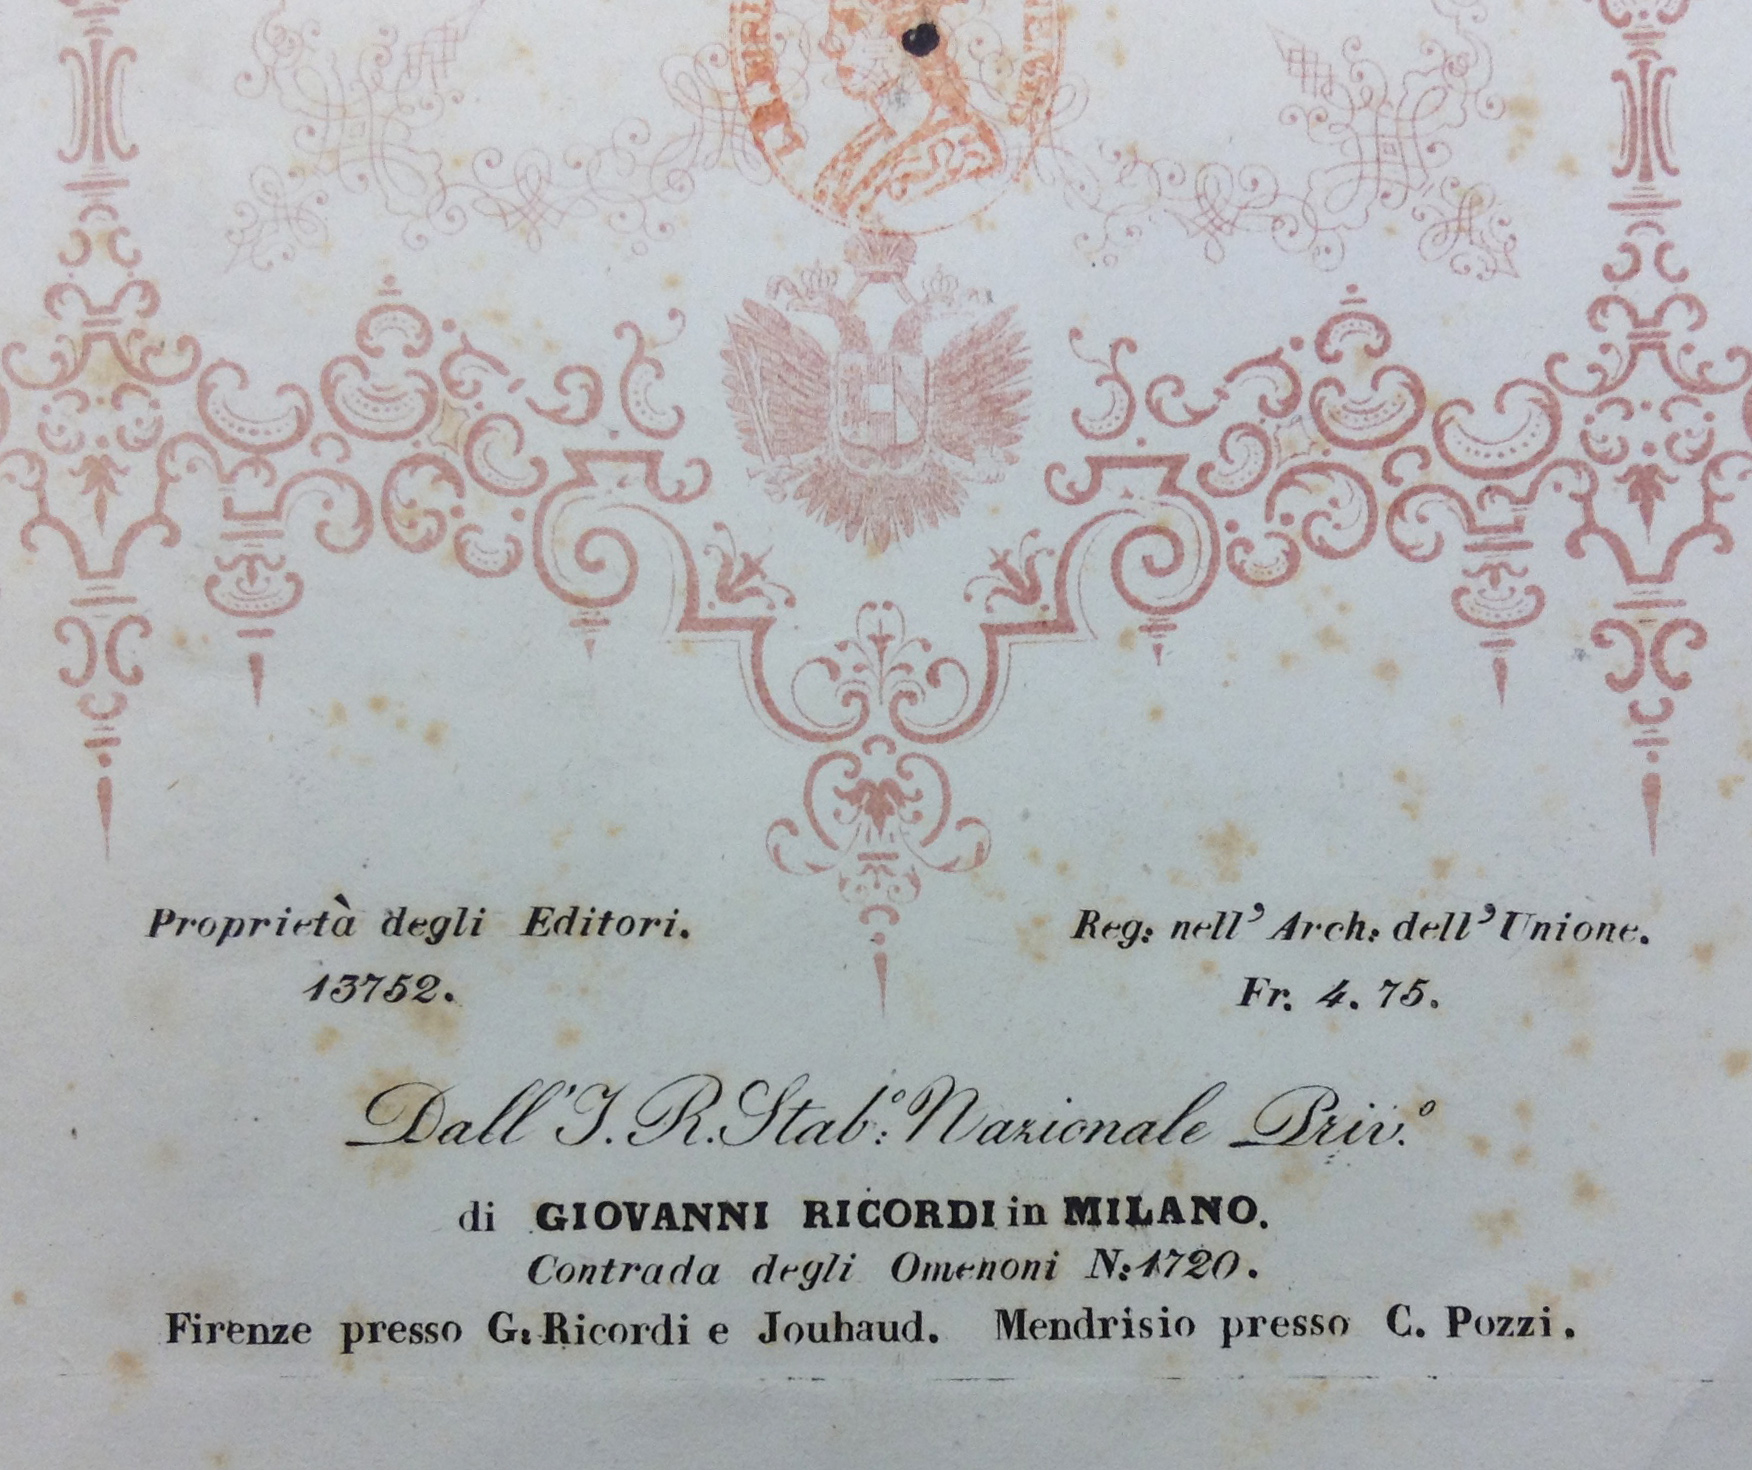 Proprietà degli Editori.
13752.
Reg: nell' Arch: dell' Unione.
Fr. 4. 75.
Dall' I. R. Stab.º Nazionale Priv.º
di GIOVANNI RICORDI in MILANO.
Contrada degli Omenoni N: 1720.
Firenze presso G. Ricordi e Jouhaud. Mendrisio presso C. Pozzi.